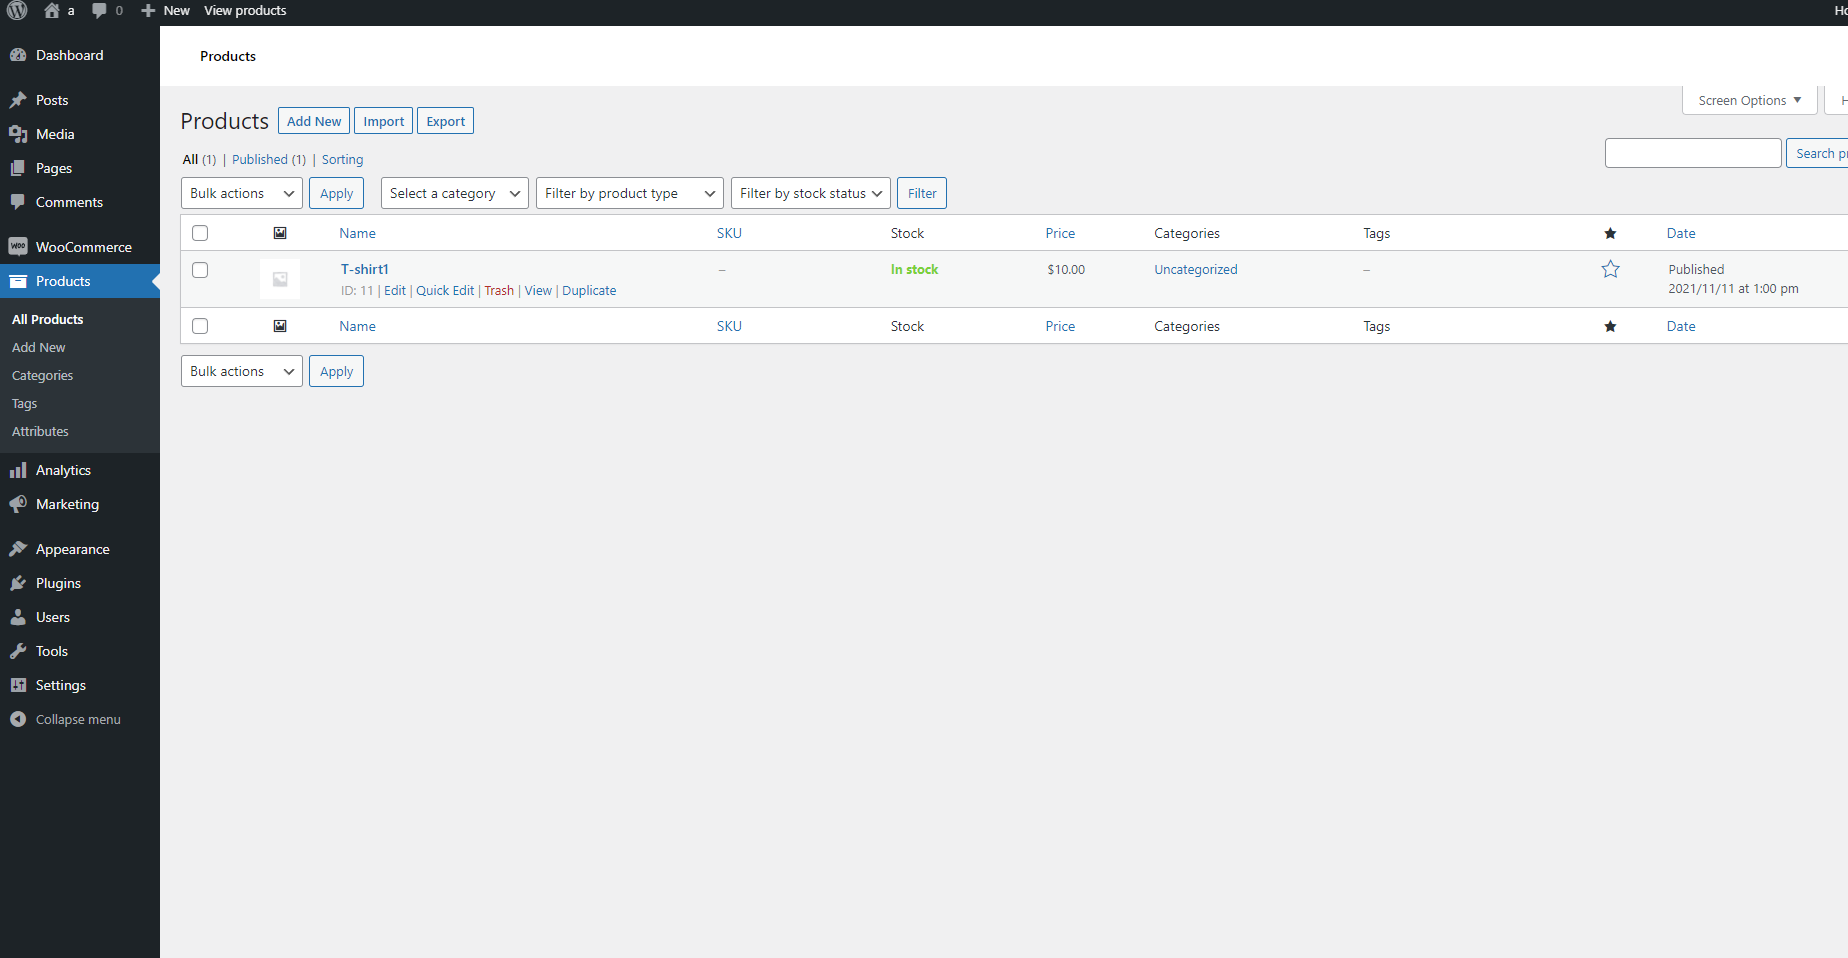 a 0 New View products
Ho
Dashboard
Posts
Media
Pages
Comments
WOO WooCommerce
Products
All Products
Add New
Categories
Tags
Attributes
Analytics
Marketing
Appearance
Plugins
Users
Tools
Settings
Collapse menu
Products
Screen Options ▼ H
Products Add New Import Export
All (1) | Published (1) | Sorting
Search pr
Bulk actions Apply Select a category Filter by product type Filter by stock status Filter
Name SKU Stock Price Categories Tags Date
T-shirt1 – In stock $10.00 Uncategorized – Published
ID: 11 | Edit | Quick Edit | Trash | View | Duplicate 2021/11/11 at 1:00 pm
Name SKU Stock Price Categories Tags Date
Bulk actions Apply